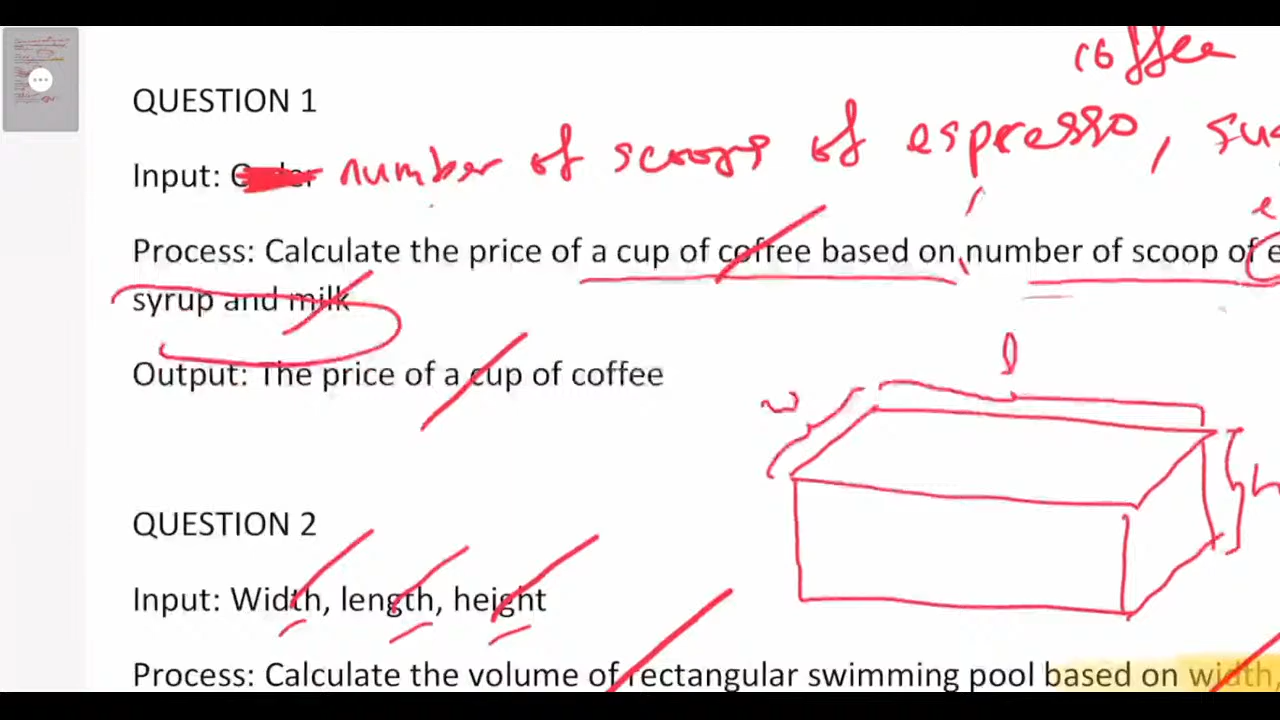 coffee
QUESTION 1
Input: number of scoops of espresso,
Process: Calculate the price of a cup of coffee based on number of scoop of
syrup and milk
Output: The price of a cup of coffee
l
w
h
QUESTION 2
Input: Width, length, height
Process: Calculate the volume of rectangular swimming pool based on width,